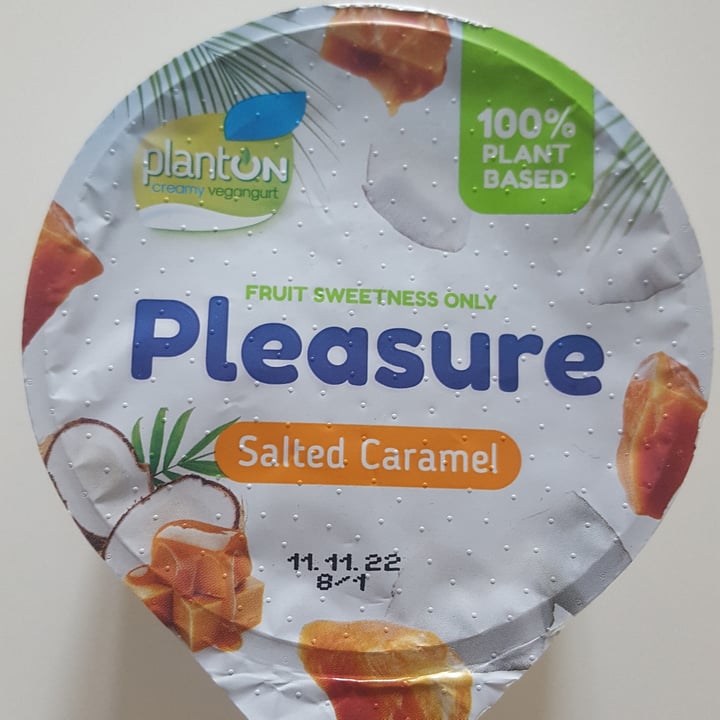 plantON
creamy vegangurt
100%
PLANT
BASED
FRUIT SWEETNESS ONLY
Pleasure
Salted Caramel
11.11.22
8/1